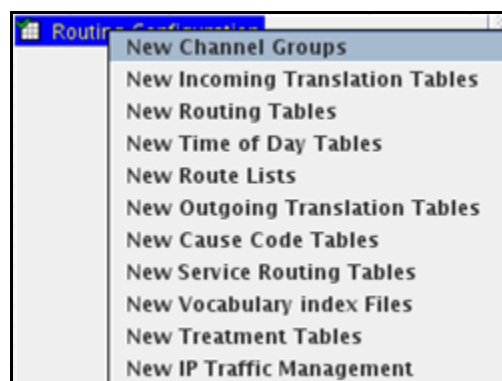 Routing Configuration
New Channel Groups
New Incoming Translation Tables
New Routing Tables
New Time of Day Tables
New Route Lists
New Outgoing Translation Tables
New Cause Code Tables
New Service Routing Tables
New Vocabulary index Files
New Treatment Tables
New IP Traffic Management